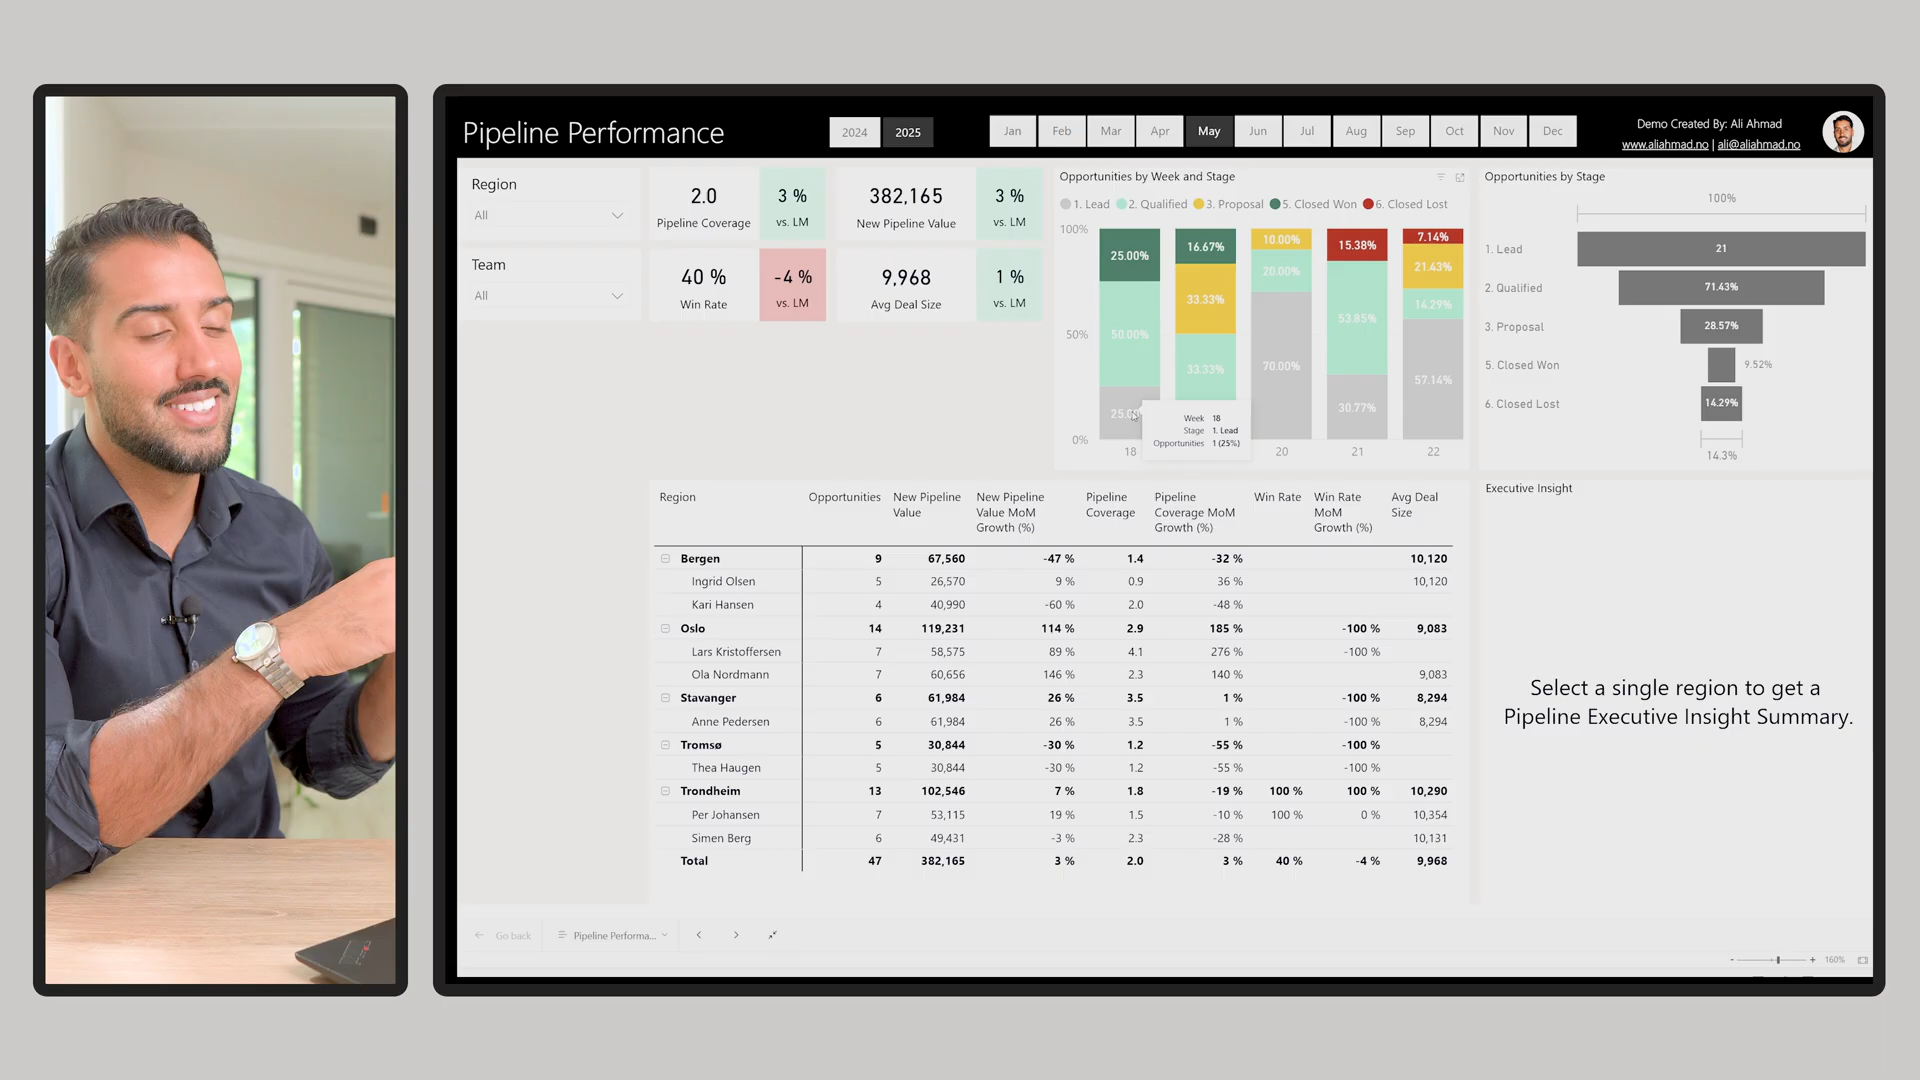 Pipeline Performance
2024 2025
Jan Feb Mar Apr May Jun Jul Aug Sep Oct Nov Dec
Demo Created By: Ali Ahmad
www.aliahmad.no | ali@aliahmad.no
Region
All
Team
All
2.0
Pipeline Coverage
3 %
vs. LM
382,165
New Pipeline Value
3 %
vs. LM
40 %
Win Rate
-4 %
vs. LM
9,968
Avg Deal Size
1 %
vs. LM
Opportunities by Week and Stage
1. Lead 2. Qualified 3. Proposal 5. Closed Won 6. Closed Lost
100%
50%
0%
25.00%
50.00%
16.67%
33.33%
33.33%
10.00%
20.00%
70.00%
15.38%
53.85%
30.77%
7.14%
21.43%
14.29%
57.14%
Week 18
Stage 1. Lead
Opportunities 1 (25%)
18 20 21 22
Opportunities by Stage
100%
1. Lead 21
2. Qualified 71.43%
3. Proposal 28.57%
5. Closed Won 9.52%
6. Closed Lost 14.29%
14.3%
Region Opportunities New Pipeline Value New Pipeline Value MoM Growth (%) Pipeline Coverage Pipeline Coverage MoM Growth (%) Win Rate Win Rate MoM Growth (%) Avg Deal Size
Bergen 9 67,560 -47 % 1.4 -32 % 10,120
Ingrid Olsen 5 26,570 9 % 0.9 36 % 10,120
Kari Hansen 4 40,990 -60 % 2.0 -48 %
Oslo 14 119,231 114 % 2.9 185 % -100 % 9,083
Lars Kristoffersen 7 58,575 89 % 4.1 276 % -100 %
Ola Nordmann 7 60,656 146 % 2.3 140 % 9,083
Stavanger 6 61,984 26 % 3.5 1 % -100 % 8,294
Anne Pedersen 6 61,984 26 % 3.5 1 % -100 % 8,294
Tromsø 5 30,844 -30 % 1.2 -55 % -100 %
Thea Haugen 5 30,844 -30 % 1.2 -55 % -100 %
Trondheim 13 102,546 7 % 1.8 -19 % 100 % 100 % 10,290
Per Johansen 7 53,115 19 % 1.5 -10 % 100 % 0 % 10,354
Simen Berg 6 49,431 -3 % 2.3 -28 % 10,131
Total 47 382,165 3 % 2.0 3 % 40 % -4 % 9,968
Executive Insight
Select a single region to get a
Pipeline Executive Insight Summary.
Go back
Pipeline Performa...
- + 160%